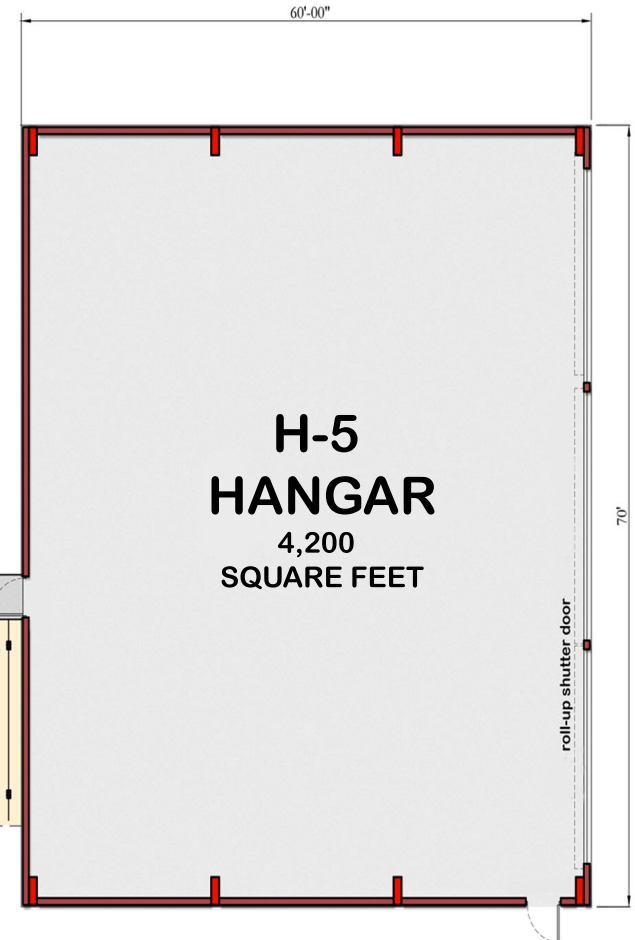 60'-00"
H-5
HANGAR
4,200
SQUARE FEET
70'
roll-up shutter door